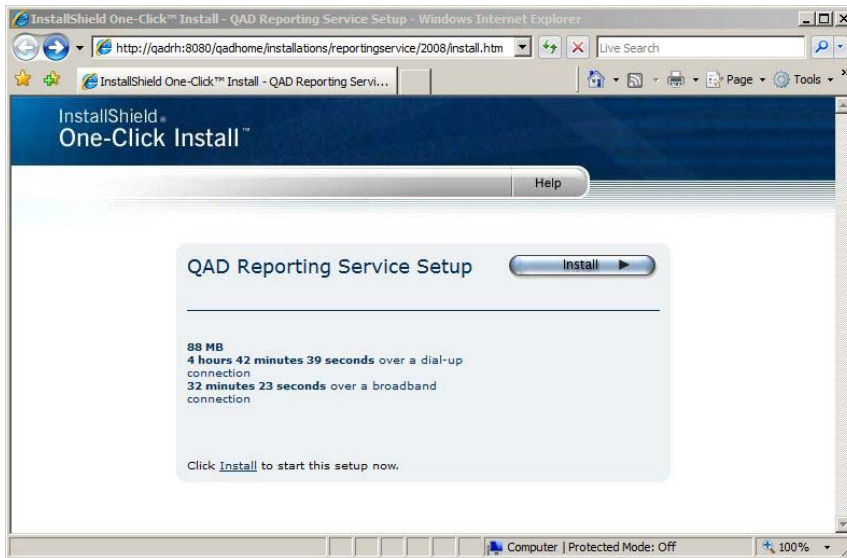 InstallShield One-Click™ Install - QAD Reporting Service Setup - Windows Internet Explorer
http://qadrh:8080/qadhome/installations/reportingservice/2008/install.htm
Live Search
InstallShield One-Click™ Install - QAD Reporting Servi...
Page
Tools
»
InstallShield®
One-Click Install™
Help
QAD Reporting Service Setup
Install
88 MB
4 hours 42 minutes 39 seconds over a dial-up
connection
32 minutes 23 seconds over a broadband
connection
Click Install to start this setup now.
Computer | Protected Mode: Off
100%